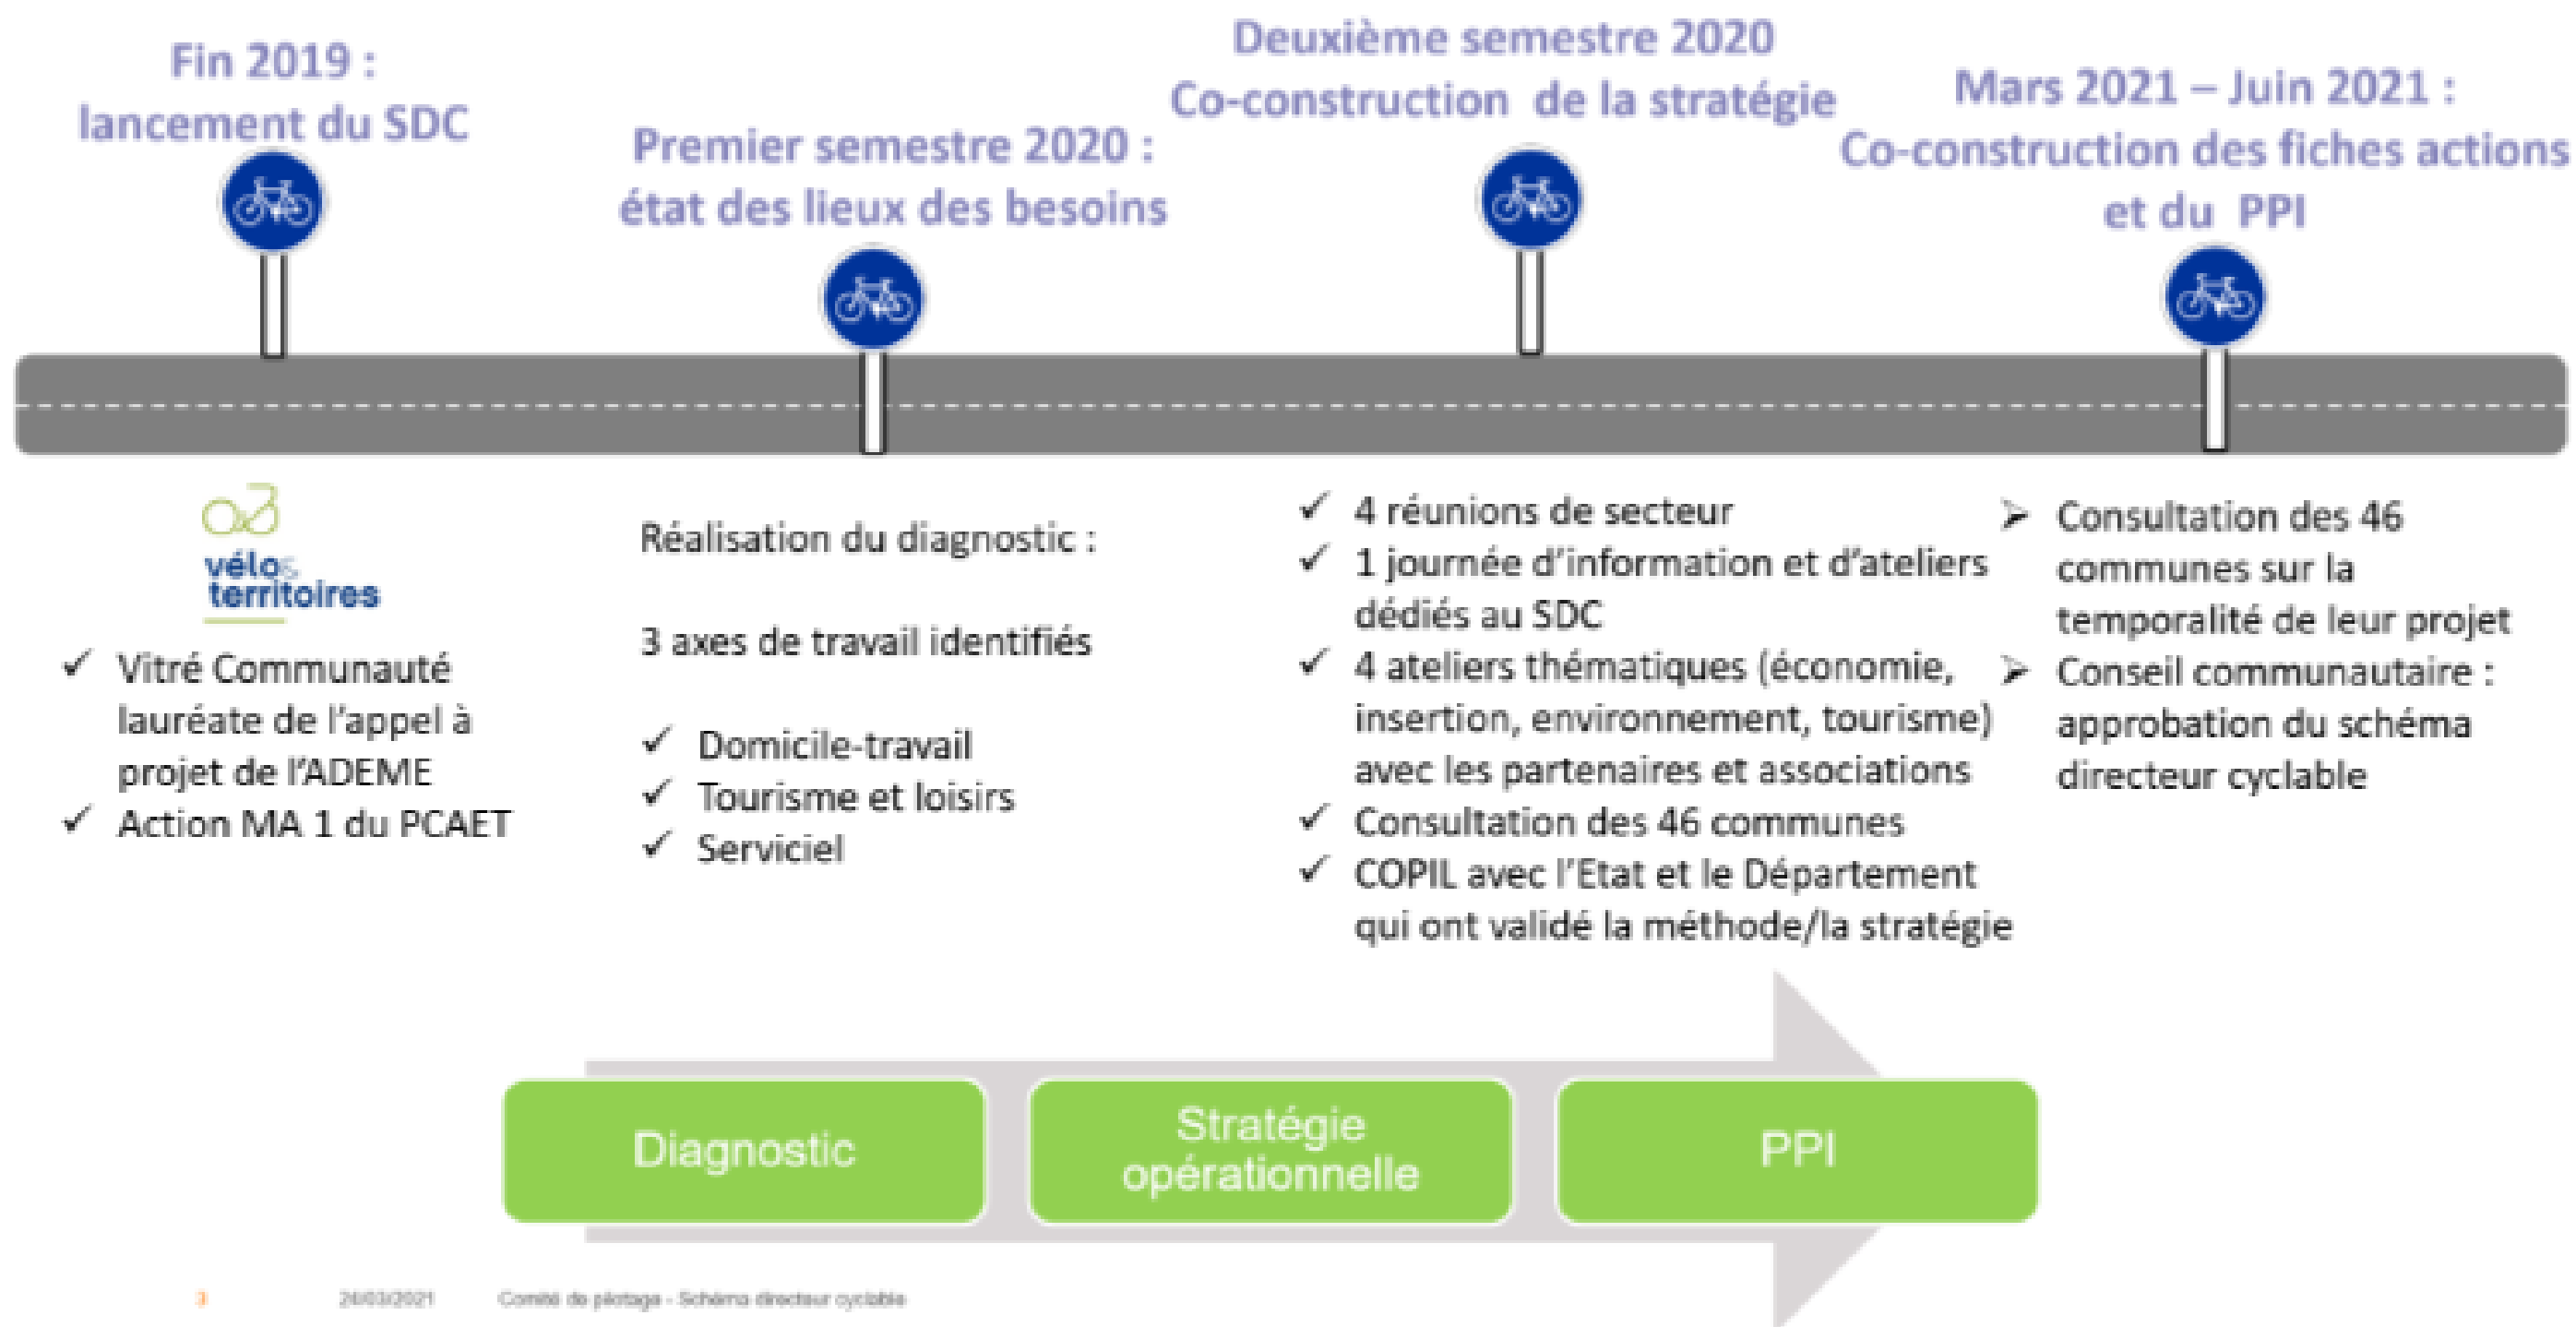 Fin 2019 :
lancement du SDC
Premier semestre 2020 :
état des lieux des besoins
Deuxième semestre 2020
Co-construction de la stratégie
Mars 2021 – Juin 2021 :
Co-construction des fiches actions
et du PPI
vélo&
territoires
✓ Vitré Communauté
lauréate de l'appel à
projet de l'ADEME
✓ Action MA 1 du PCAET
Réalisation du diagnostic :
3 axes de travail identifiés
✓ Domicile-travail
✓ Tourisme et loisirs
✓ Serviciel
✓ 4 réunions de secteur
✓ 1 journée d'information et d'ateliers
dédiés au SDC
✓ 4 ateliers thématiques (économie,
insertion, environnement, tourisme)
avec les partenaires et associations
✓ Consultation des 46 communes
✓ COPIL avec l'Etat et le Département
qui ont validé la méthode/la stratégie
➢ Consultation des 46
communes sur la
temporalité de leur projet
➢ Conseil communautaire :
approbation du schéma
directeur cyclable
Diagnostic
Stratégie
opérationnelle
PPI
3
26/03/2021
Comité de pilotage - Schéma directeur cyclable